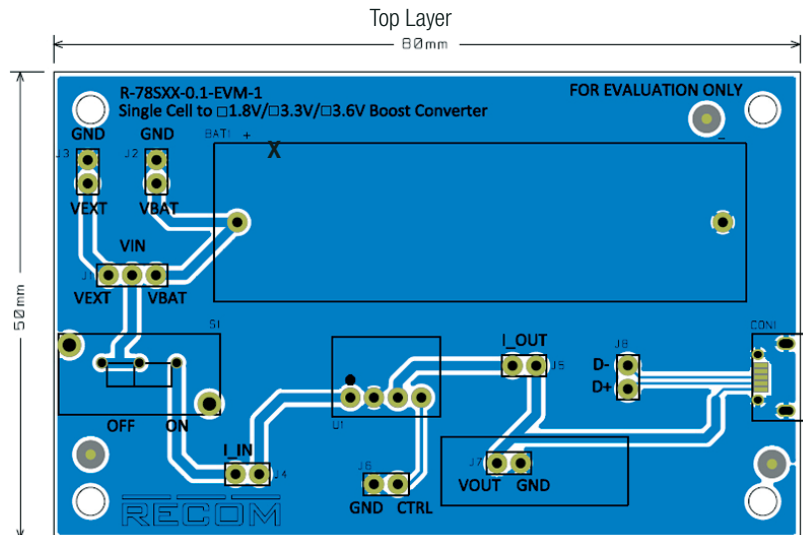 Top Layer
80mm
50mm
R-78SXX-0.1-EVM-1
Single Cell to □1.8V/□3.3V/□3.6V Boost Converter
FOR EVALUATION ONLY
GND
GND
BAT1 +
X
-
J3
J2
VEXT
VBAT
VIN
J1
VEXT
VBAT
S1
OFF
ON
I_OUT
J5
J8
D-
D+
CON1
U1
I_IN
J4
J6
GND
CTRL
J7
VOUT
GND
RECOM